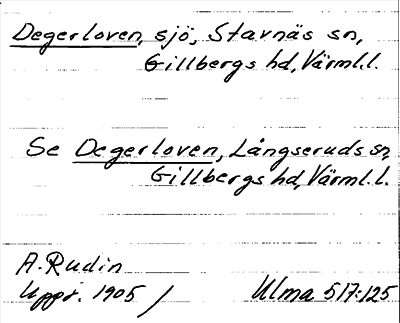 Degerloven, sjö, Stavnäs sn,
Gillbergs hd, Värml. l.
Se Degerloven, Långseruds sn,
Gillbergs hd, Värml. l.
A. Rudin
Uppt. 1905 /
Ulma 517:125